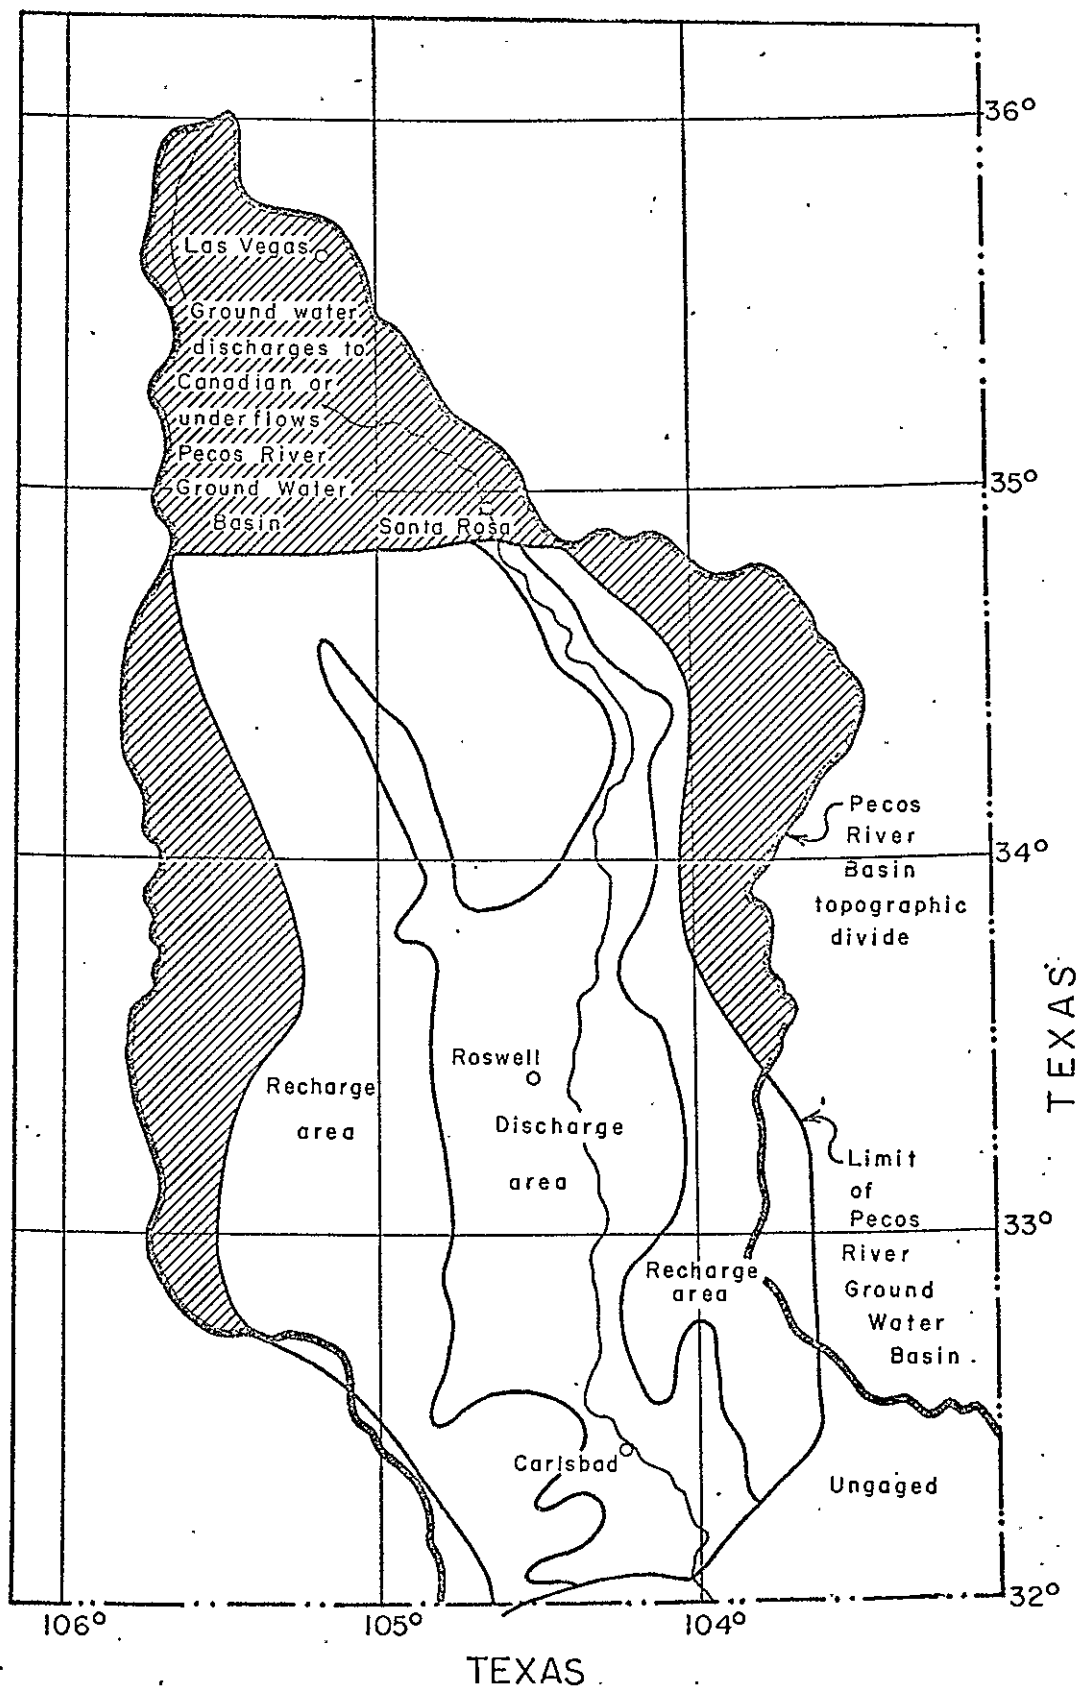 36°
Las Vegas
Ground water
discharges to
Canadian or
underflows
Pecos River
Ground Water
Basin
35°
Santa Rosa
Pecos
River
Basin
topographic
divide
34°
TEXAS
Roswell
Recharge
area
Discharge
area
Limit
of
Pecos
River
Ground
Water
Basin
33°
Recharge
area
Carlsbad
Ungaged
32°
106°
105°
104°
TEXAS